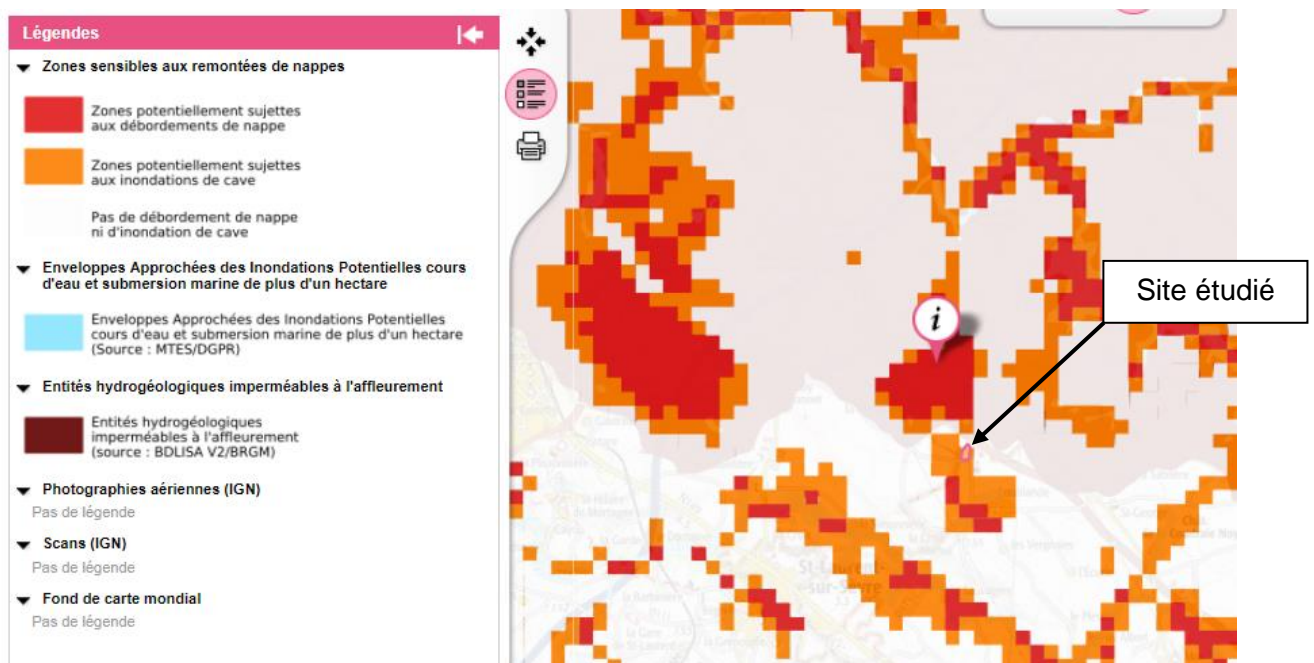 Légendes
Zones sensibles aux remontées de nappes
Zones potentiellement sujettes
aux débordements de nappe
Zones potentiellement sujettes
aux inondations de cave
Pas de débordement de nappe
ni d'inondation de cave
Enveloppes Approchées des Inondations Potentielles cours
d'eau et submersion marine de plus d'un hectare
Enveloppes Approchées des Inondations Potentielles
cours d'eau et submersion marine de plus d'un hectare
(Source : MTES/DGPR)
Entités hydrogéologiques imperméables à l'affleurement
Entités hydrogéologiques
imperméables à l'affleurement
(source : BDLISA V2/BRGM)
Photographies aériennes (IGN)
Pas de légende
Scans (IGN)
Pas de légende
Fond de carte mondial
Pas de légende
i
Site étudié
St-Laurent-
sur-Sèvre